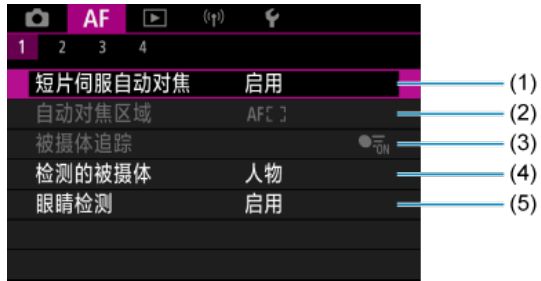 AF
1 2 3 4
短片伺服自动对焦 启用 (1)
自动对焦区域 AF[ ] (2)
被摄体追踪 ON (3)
检测的被摄体 人物 (4)
眼睛检测 启用 (5)